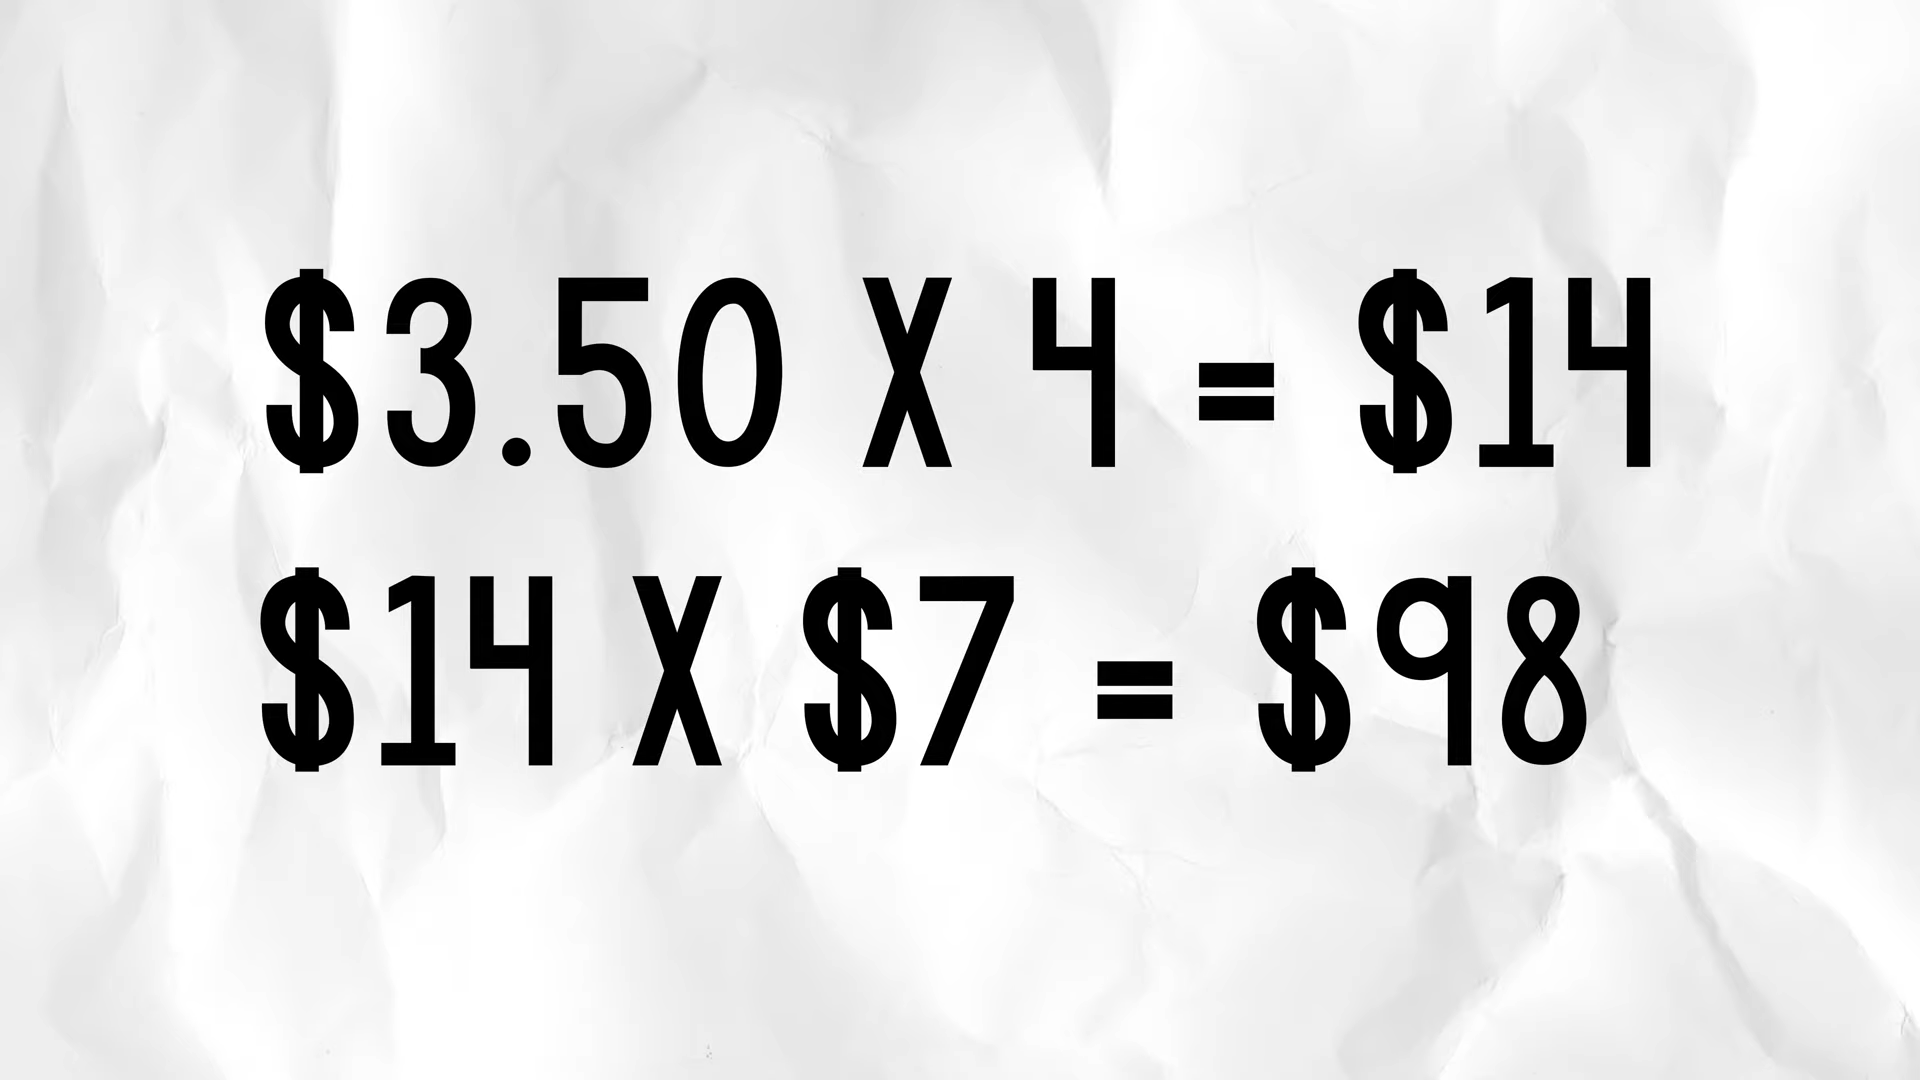 $3.50 X 4 = $14
$14 X $7 = $98